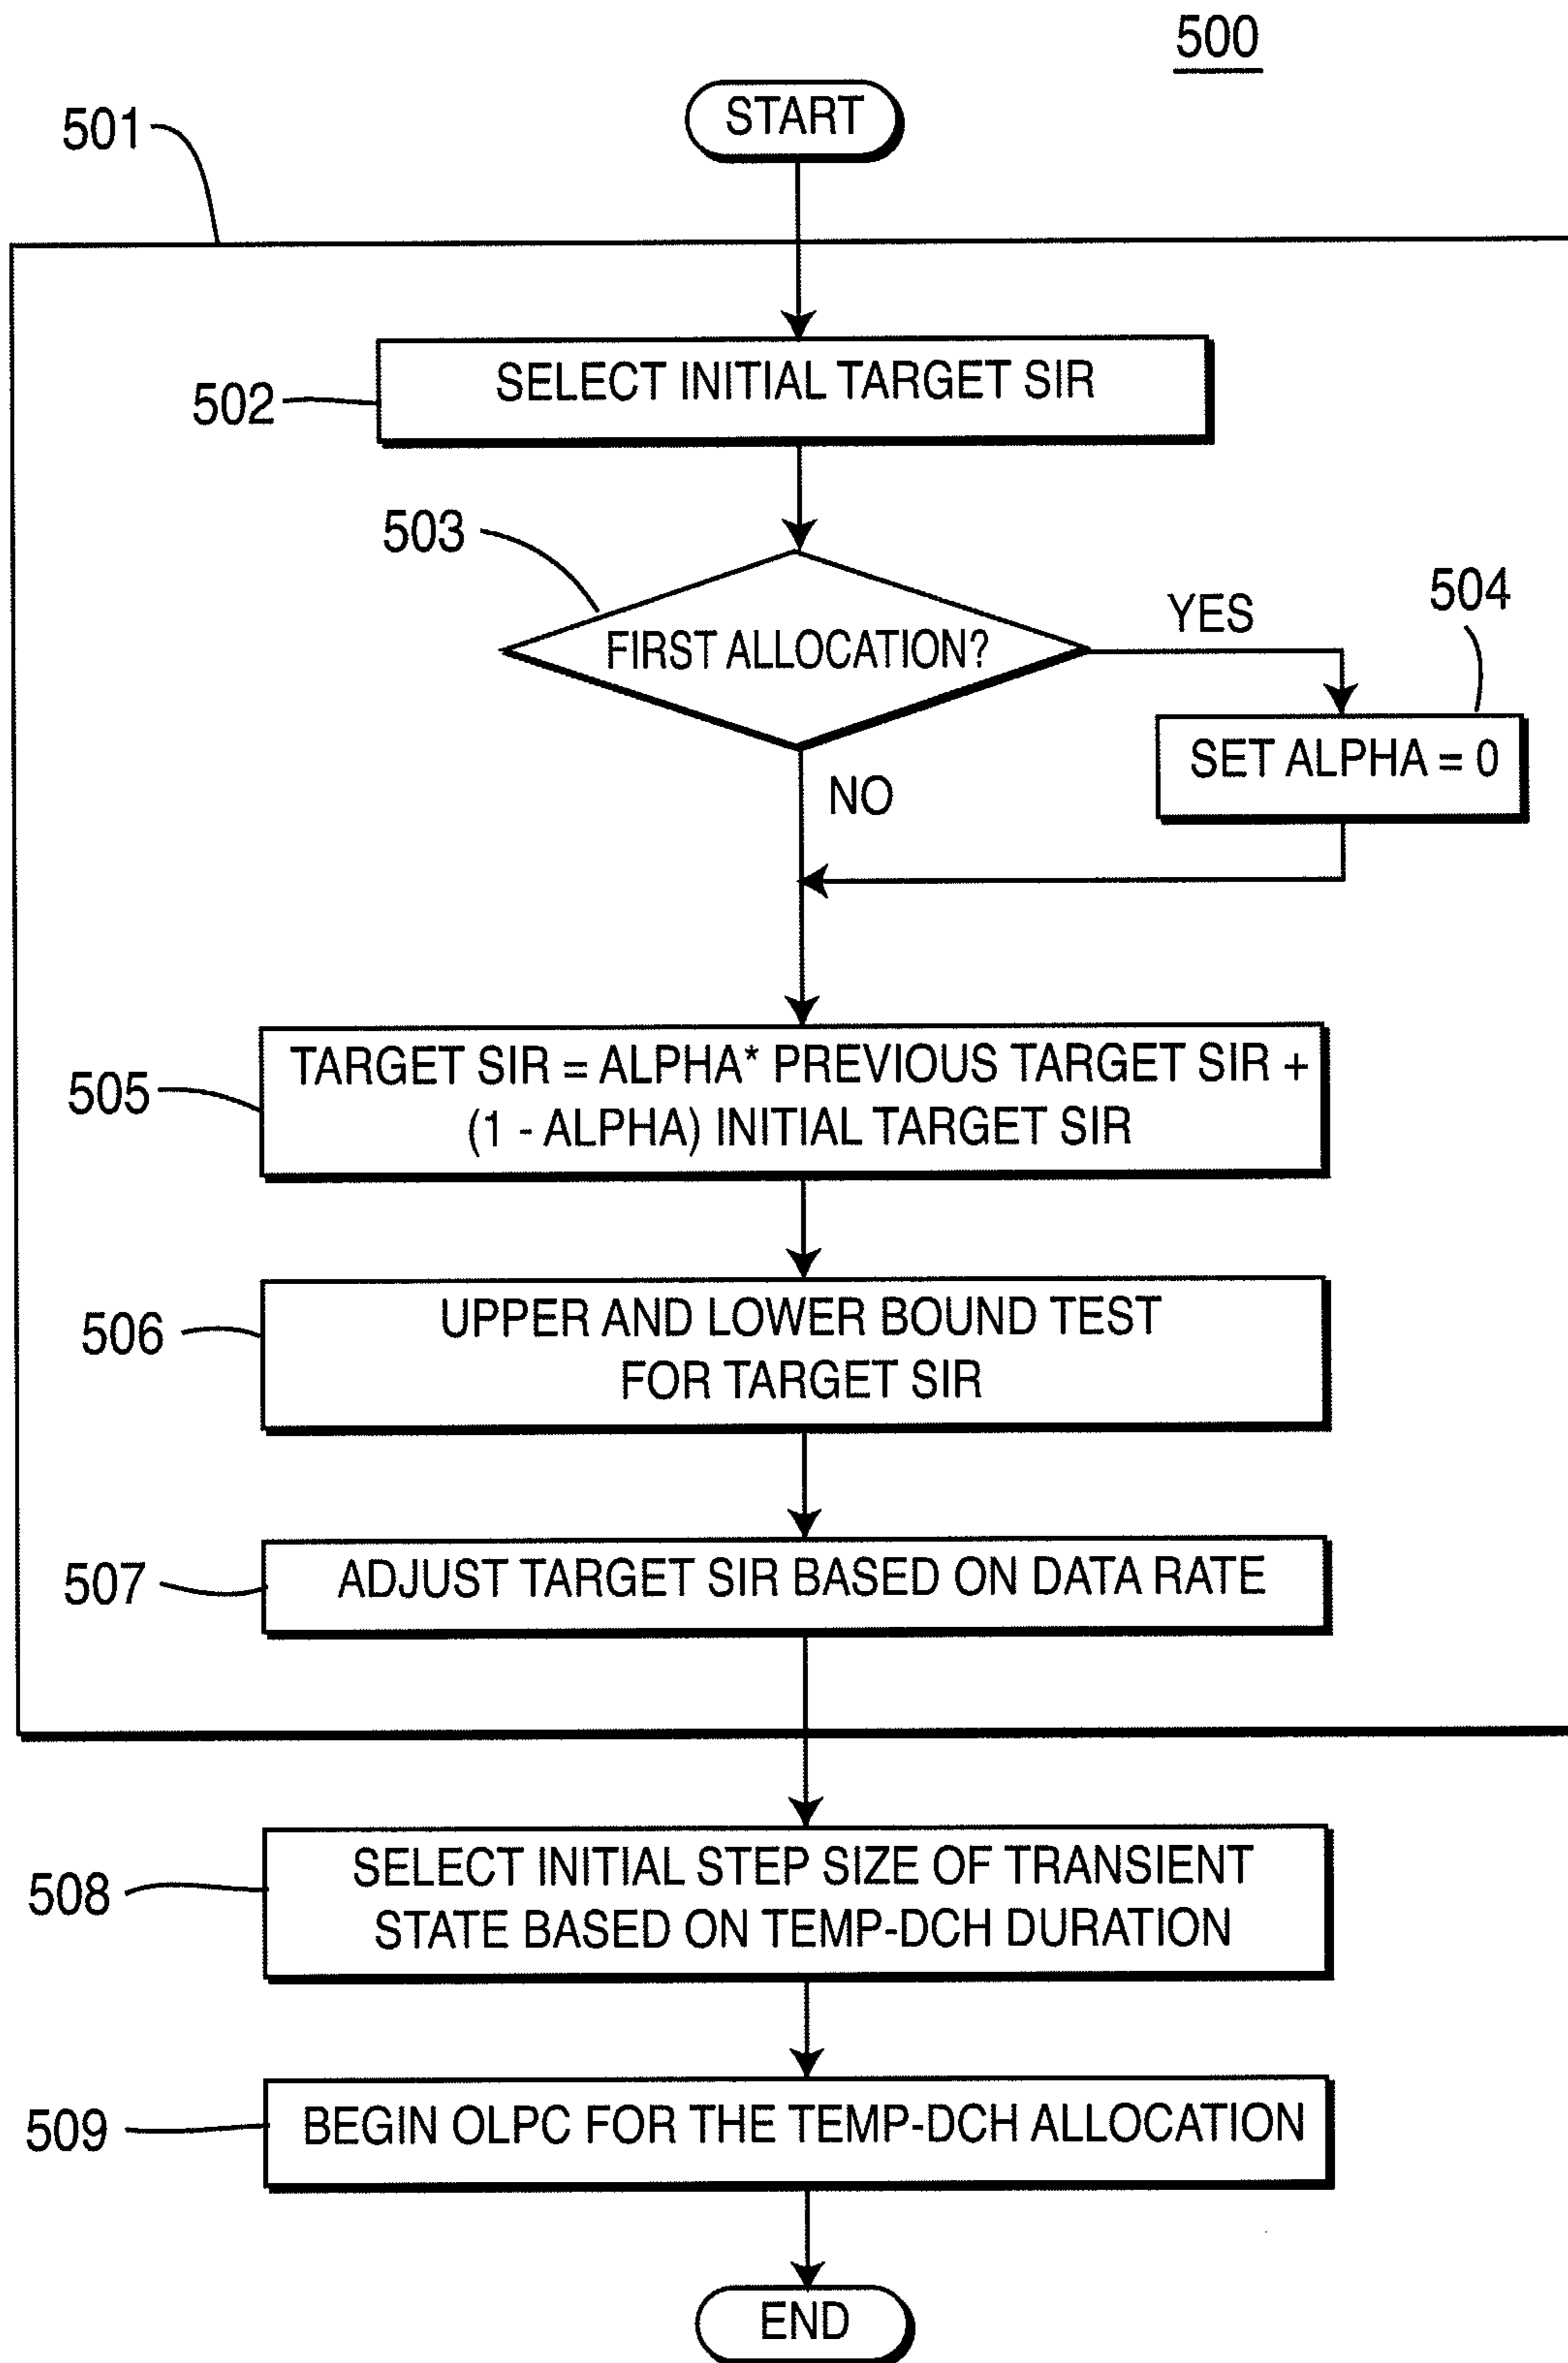 500
START
501
SELECT INITIAL TARGET SIR
502
503
FIRST ALLOCATION?
YES
504
SET ALPHA = 0
NO
TARGET SIR = ALPHA* PREVIOUS TARGET SIR +
(1 - ALPHA) INITIAL TARGET SIR
505
UPPER AND LOWER BOUND TEST
FOR TARGET SIR
506
ADJUST TARGET SIR BASED ON DATA RATE
507
SELECT INITIAL STEP SIZE OF TRANSIENT
STATE BASED ON TEMP-DCH DURATION
508
BEGIN OLPC FOR THE TEMP-DCH ALLOCATION
509
END